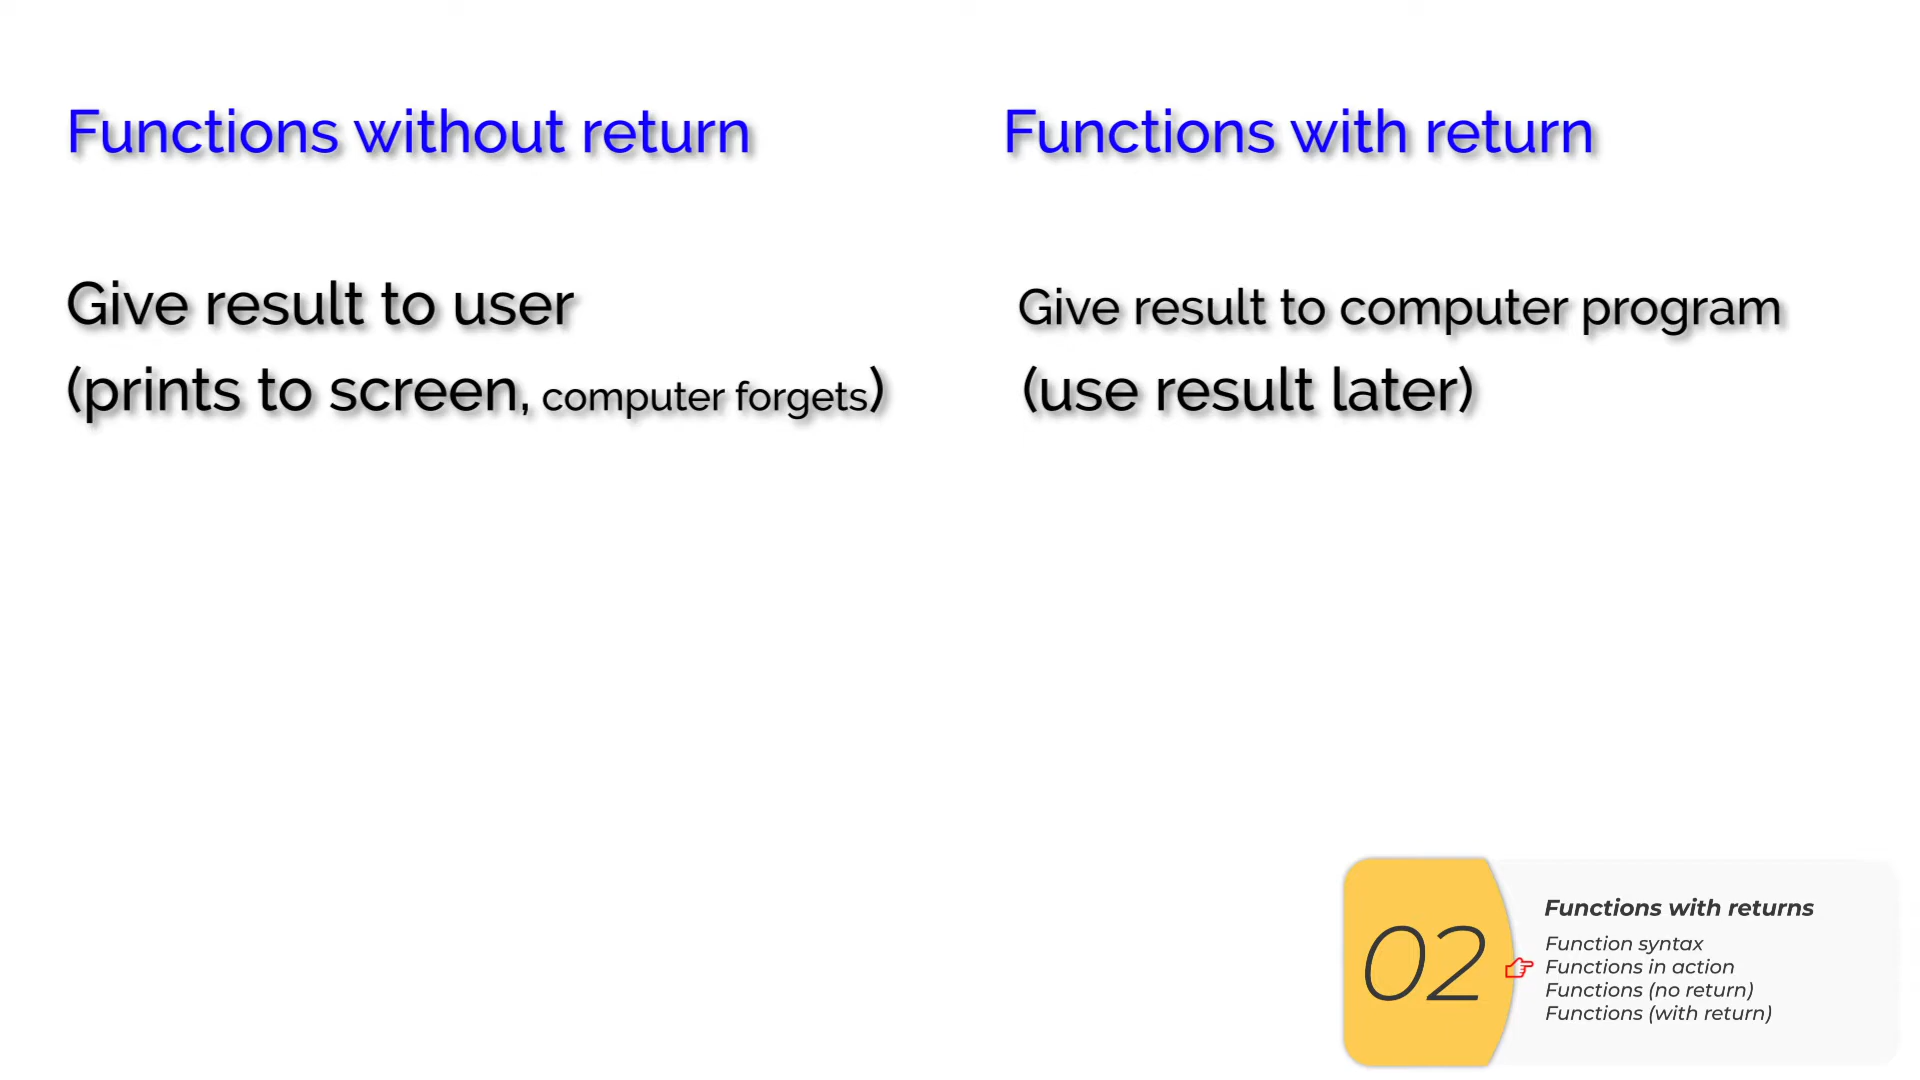 Functions without return
Give result to user
(prints to screen, computer forgets)
Functions with return
Give result to computer program
(use result later)
02
Functions with returns
Function syntax
Functions in action
Functions (no return)
Functions (with return)